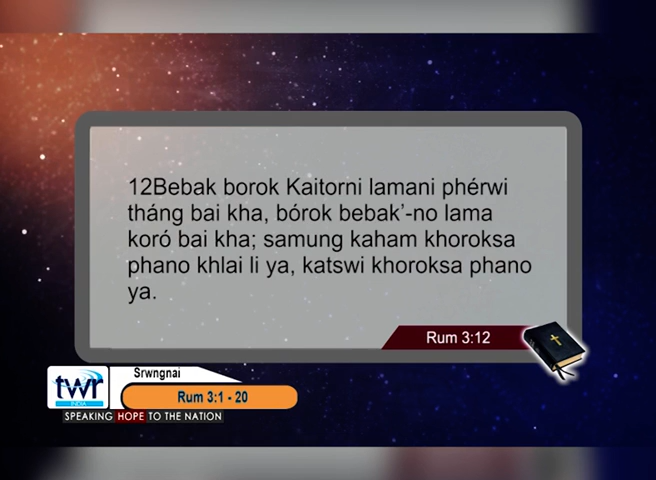 12Bebak borok Kaitorni lamani phérwi
tháng bai kha, bórok bebak’-no lama
koró bai kha; samung kaham khoroksa
phano khlai li ya, katswi khoroksa phano
ya.
Rum 3:12
Srwngnai
twr
INDIA
Rum 3:1 - 20
SPEAKING HOPE TO THE NATION